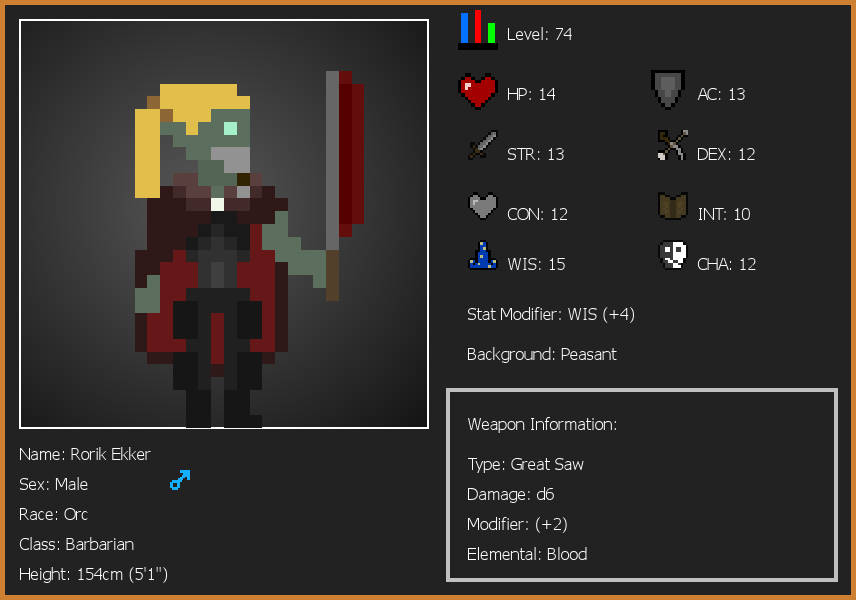 Level: 74
HP: 14
AC: 13
STR: 13
DEX: 12
CON: 12
INT: 10
WIS: 15
CHA: 12
Stat Modifier: WIS (+4)
Background: Peasant
Weapon Information:
Type: Great Saw
Damage: d6
Modifier: (+2)
Elemental: Blood
Name: Rorik Ekker
Sex: Male
Race: Orc
Class: Barbarian
Height: 154cm (5'1")